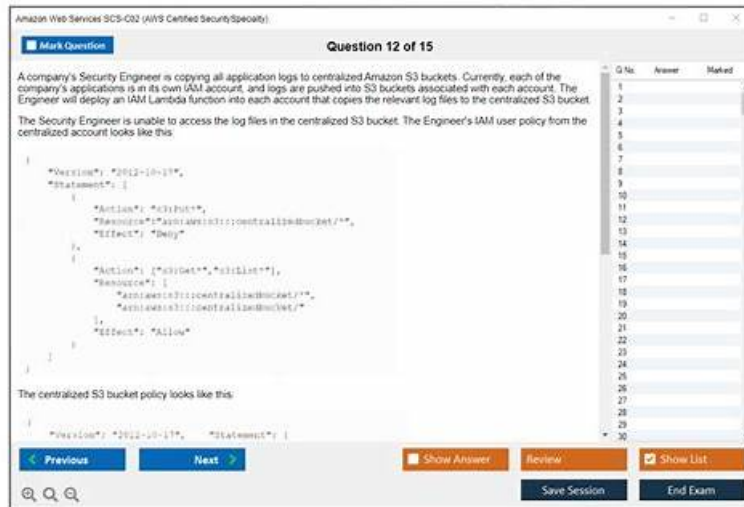 Amazon Web Services SCS-C02 (AWS Certified Security Specialty)
Mark Question
Question 12 of 15
A company's Security Engineer is copying all application logs to centralized Amazon S3 buckets. Currently, each of the
company's applications is in its own IAM account, and logs are pushed into S3 buckets associated with each account. The
Engineer will deploy an IAM Lambda function into each account that copies the relevant log files to the centralized S3 bucket.
The Security Engineer is unable to access the log files in the centralized S3 bucket. The Engineer's IAM user policy from the
centralized account looks like this:
{
"Version": "2012-10-17",
"Statement": [
{
"Action": "s3:Put*",
"Resource":"arn:aws:s3:::centralizedbucket/*",
"Effect": "Deny"
},
{
"Action": ["s3:Get*","s3:List*"],
"Resource": [
"arn:aws:s3:::centralizedbucket/*",
"arn:aws:s3:::centralizedbucket/"
],
"Effect": "Allow"
}
]
}
The centralized S3 bucket policy looks like this:
{
"Version": "2012-10-17", "Statement": [
Q No. Answer Marked
1
2
3
4
5
6
7
8
9
10
11
12
13
14
15
16
17
18
19
20
21
22
23
24
25
26
27
28
29
30
Previous
Next
Show Answer
Review
Show List
Save Session
End Exam